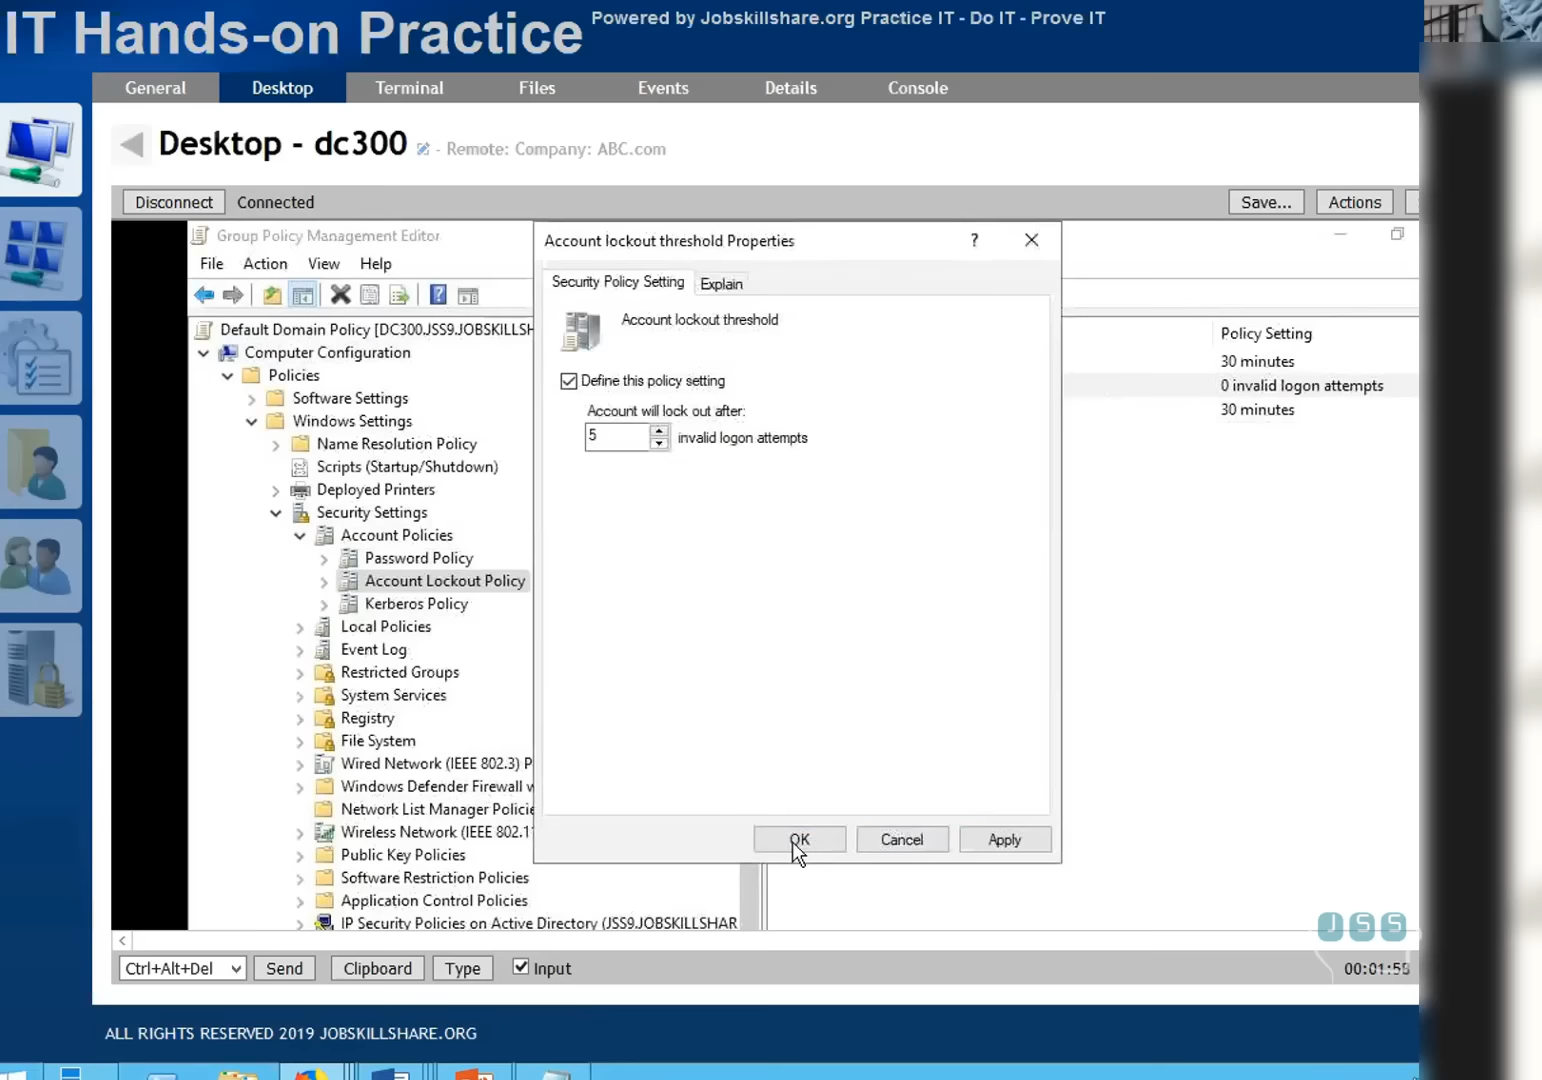 IT Hands-on Practice Powered by Jobskillshare.org Practice IT - Do IT - Prove IT
General Desktop Terminal Files Events Details Console
Desktop - dc300 - Remote: Company: ABC.com
Disconnect Connected Save... Actions
Group Policy Management Editor
File Action View Help
Default Domain Policy [DC300.JSS9.JOBSKILLSH
Computer Configuration
Policies
Software Settings
Windows Settings
Name Resolution Policy
Scripts (Startup/Shutdown)
Deployed Printers
Security Settings
Account Policies
Password Policy
Account Lockout Policy
Kerberos Policy
Local Policies
Event Log
Restricted Groups
System Services
Registry
File System
Wired Network (IEEE 802.3) P
Windows Defender Firewall w
Network List Manager Policie
Wireless Network (IEEE 802.1
Public Key Policies
Software Restriction Policies
Application Control Policies
IP Security Policies on Active Directory (JSS9.JOBSKILLSHAR
Account lockout threshold Properties
Security Policy Setting Explain
Account lockout threshold
Define this policy setting
Account will lock out after:
5 invalid logon attempts
OK Cancel Apply
Policy Setting
30 minutes
0 invalid logon attempts
30 minutes
JSS
Ctrl+Alt+Del Send Clipboard Type Input 00:01:58
ALL RIGHTS RESERVED 2019 JOBSKILLSHARE.ORG